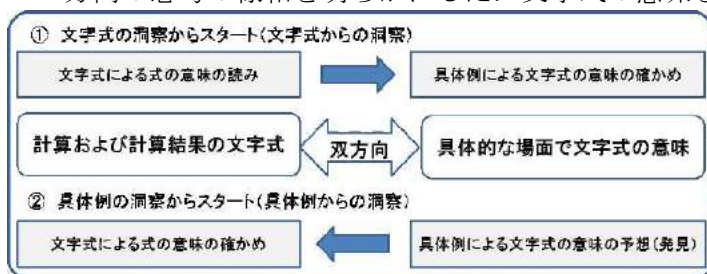 ① 文字式の洞察からスタート(文字式からの洞察)
文字式による式の意味の読み
具体例による文字式の意味の確かめ
計算および計算結果の文字式
双方向
具体的な場面で文字式の意味
② 具体例の洞察からスタート(具体例からの洞察)
文字式による式の意味の確かめ
具体例による文字式の意味の予想(発見)